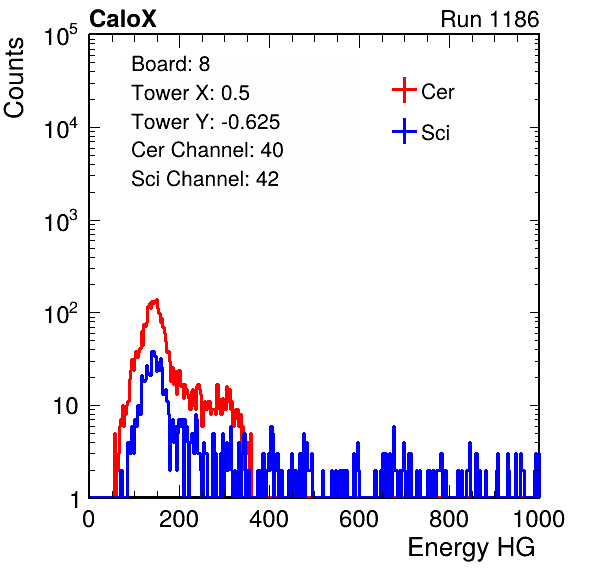 CaloX Run 1186
Counts
Board: 8
Tower X: 0.5
Tower Y: -0.625
Cer Channel: 40
Sci Channel: 42
Cer
Sci
10^5
10^4
10^3
10^2
10
1
0 200 400 600 800 1000
Energy HG